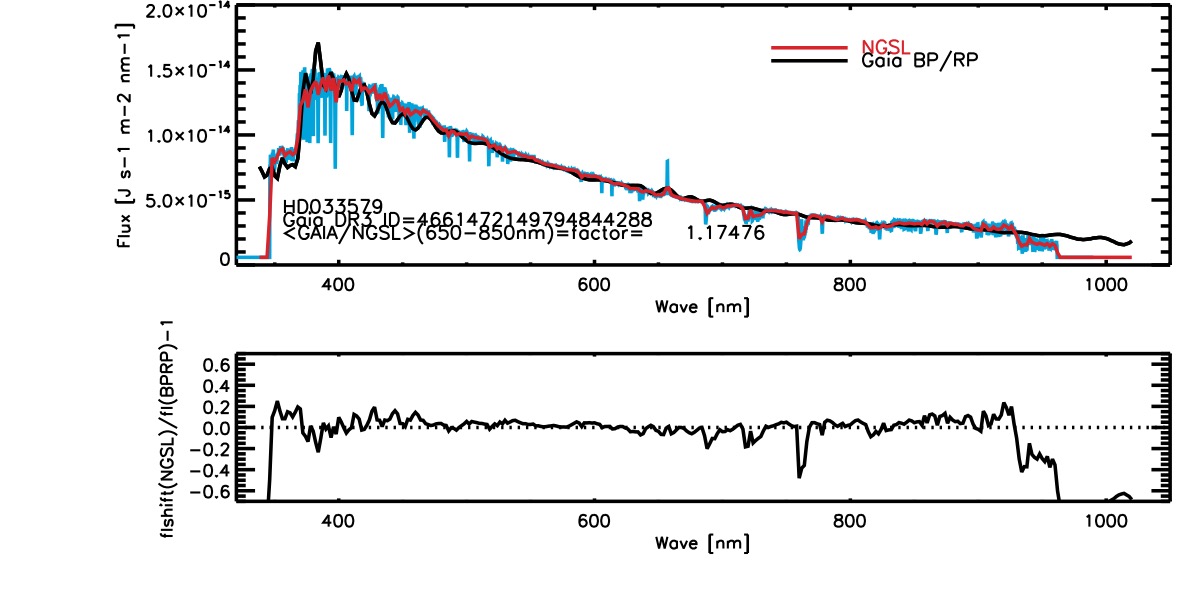 2.0×10⁻¹⁴
1.5×10⁻¹⁴
1.0×10⁻¹⁴
5.0×10⁻¹⁵
0
Flux [J s−1 m−2 nm−1]
NGSL
Gaia BP/RP
HD033579
Gaia DR3 ID=4661472149794844288
<GAIA/NGSL>(650−850nm)=factor= 1.17476
400 600 800 1000
Wave [nm]
flshift(NGSL)/fl(BPRP)−1
0.6
0.4
0.2
0.0
−0.2
−0.4
−0.6
400 600 800 1000
Wave [nm]